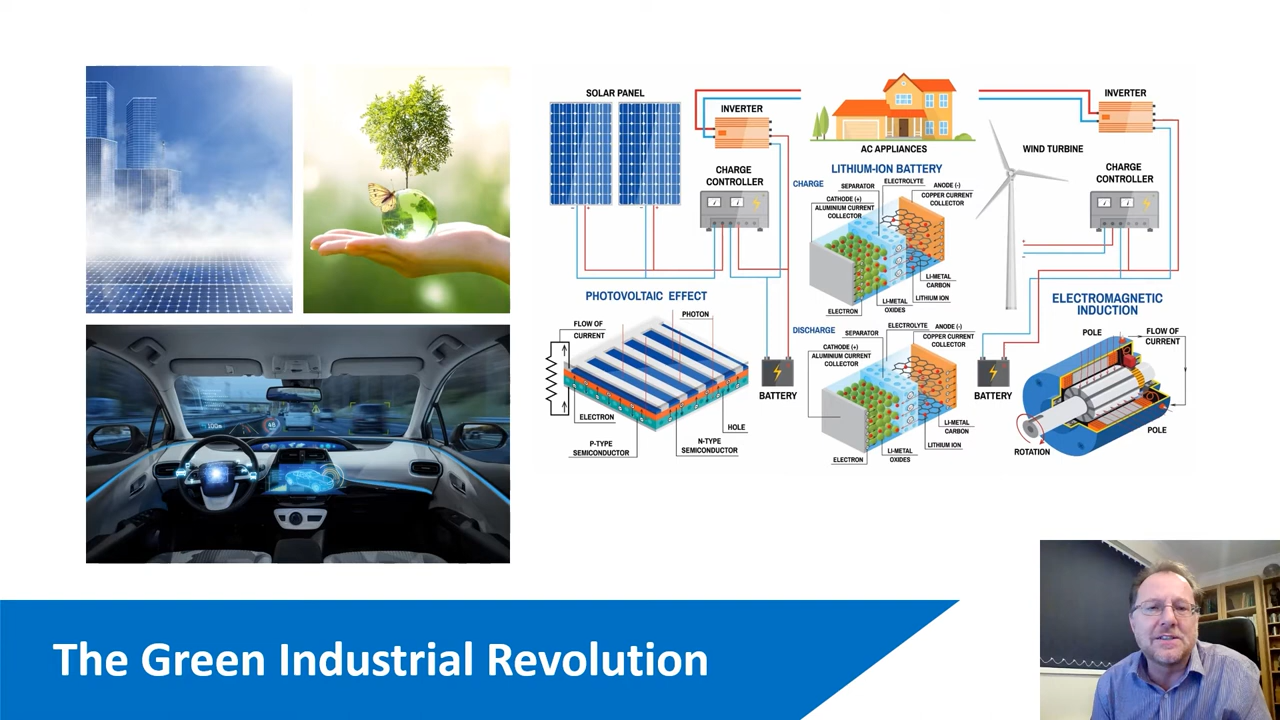 SOLAR PANEL
INVERTER
AC APPLIANCES
INVERTER
WIND TURBINE
CHARGE
CONTROLLER
CHARGE
CONTROLLER
LITHIUM-ION BATTERY
CHARGE
SEPARATOR
ELECTROLYTE
ANODE (-)
COPPER CURRENT
COLLECTOR
CATHODE (+)
ALUMINIUM CURRENT
COLLECTOR
LI-METAL
CARBON
LITHIUM ION
LI-METAL
OXIDES
ELECTRON
PHOTOVOLTAIC EFFECT
PHOTON
FLOW OF
CURRENT
ELECTRON
HOLE
P-TYPE
SEMICONDUCTOR
N-TYPE
SEMICONDUCTOR
BATTERY
DISCHARGE
SEPARATOR
ELECTROLYTE
ANODE (-)
COPPER CURRENT
COLLECTOR
CATHODE (+)
ALUMINIUM CURRENT
COLLECTOR
LI-METAL
CARBON
LITHIUM ION
LI-METAL
OXIDES
ELECTRON
BATTERY
ELECTROMAGNETIC
INDUCTION
POLE
FLOW OF
CURRENT
POLE
ROTATION
The Green Industrial Revolution